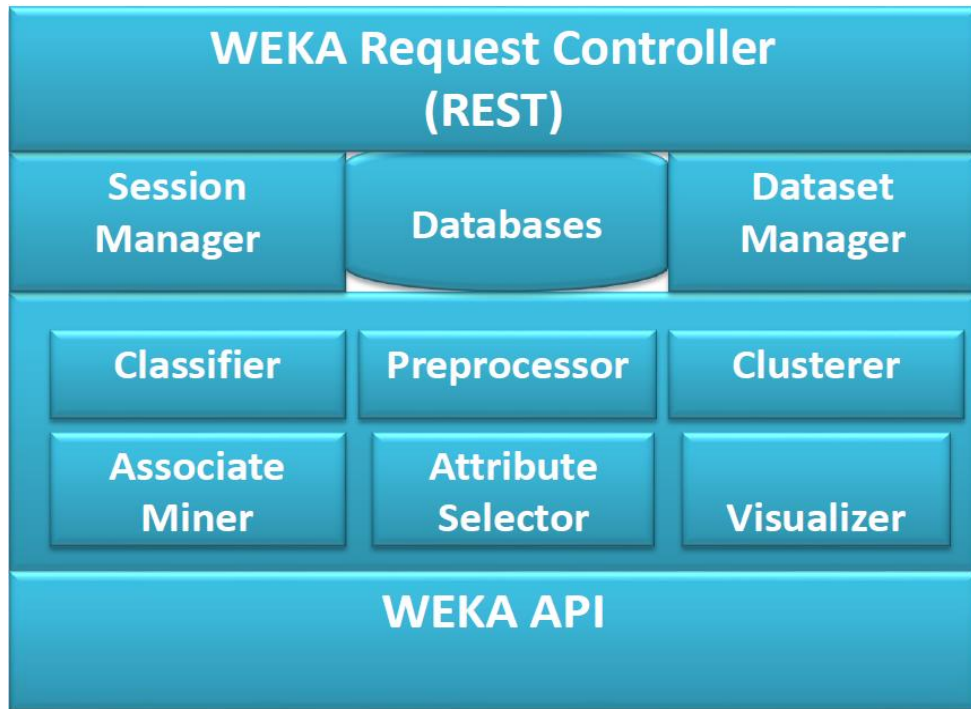 WEKA Request Controller
(REST)
Session
Manager
Databases
Dataset
Manager
Classifier
Preprocessor
Clusterer
Associate
Miner
Attribute
Selector
Visualizer
WEKA API